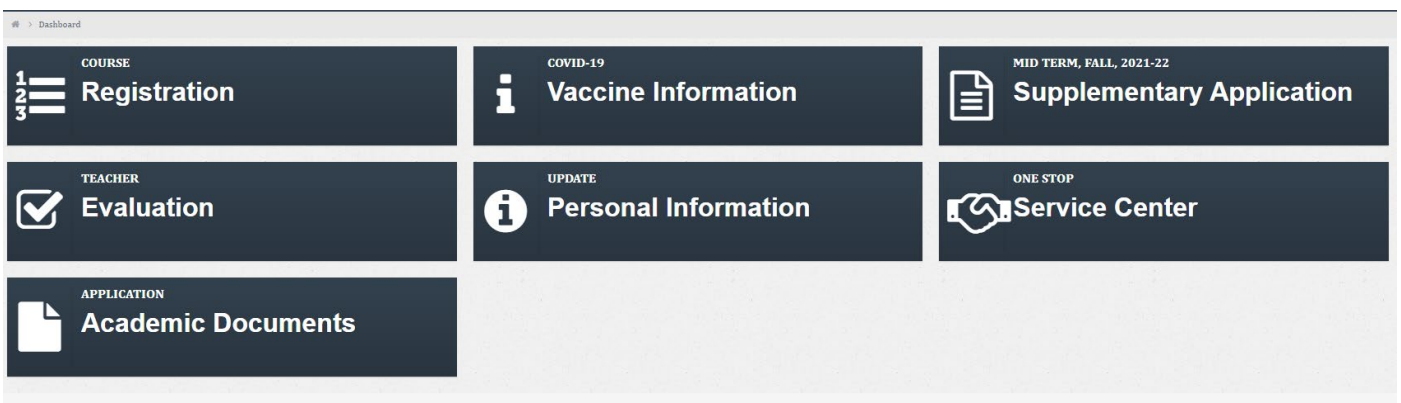 Dashboard
COURSE
Registration
COVID-19
Vaccine Information
MID TERM, FALL, 2021-22
Supplementary Application
TEACHER
Evaluation
UPDATE
Personal Information
ONE STOP
Service Center
APPLICATION
Academic Documents